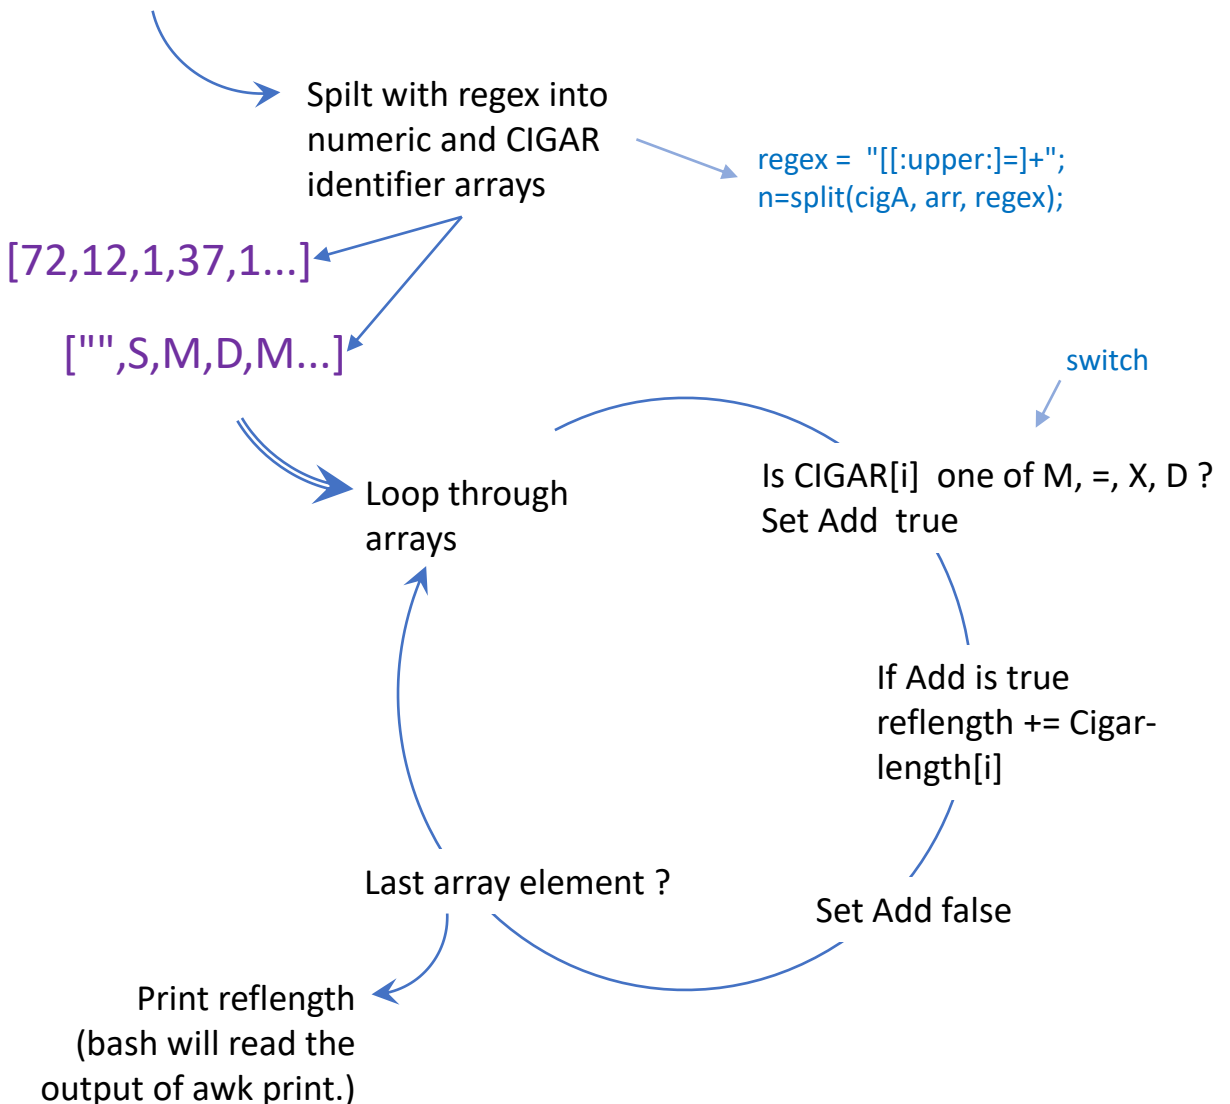 Spilt with regex into
numeric and CIGAR
identifier arrays
regex =  "[[:upper:]=]+";
n=split(cigA, arr, regex);
[72,12,1,37,1...]
["",S,M,D,M...]
switch
Is CIGAR[i]  one of M, =, X, D ?
Set Add  true
Loop through
arrays
If Add is true
reflength += Cigar-
length[i]
Last array element ?
Set Add false
Print reflength
(bash will read the
output of awk print.)